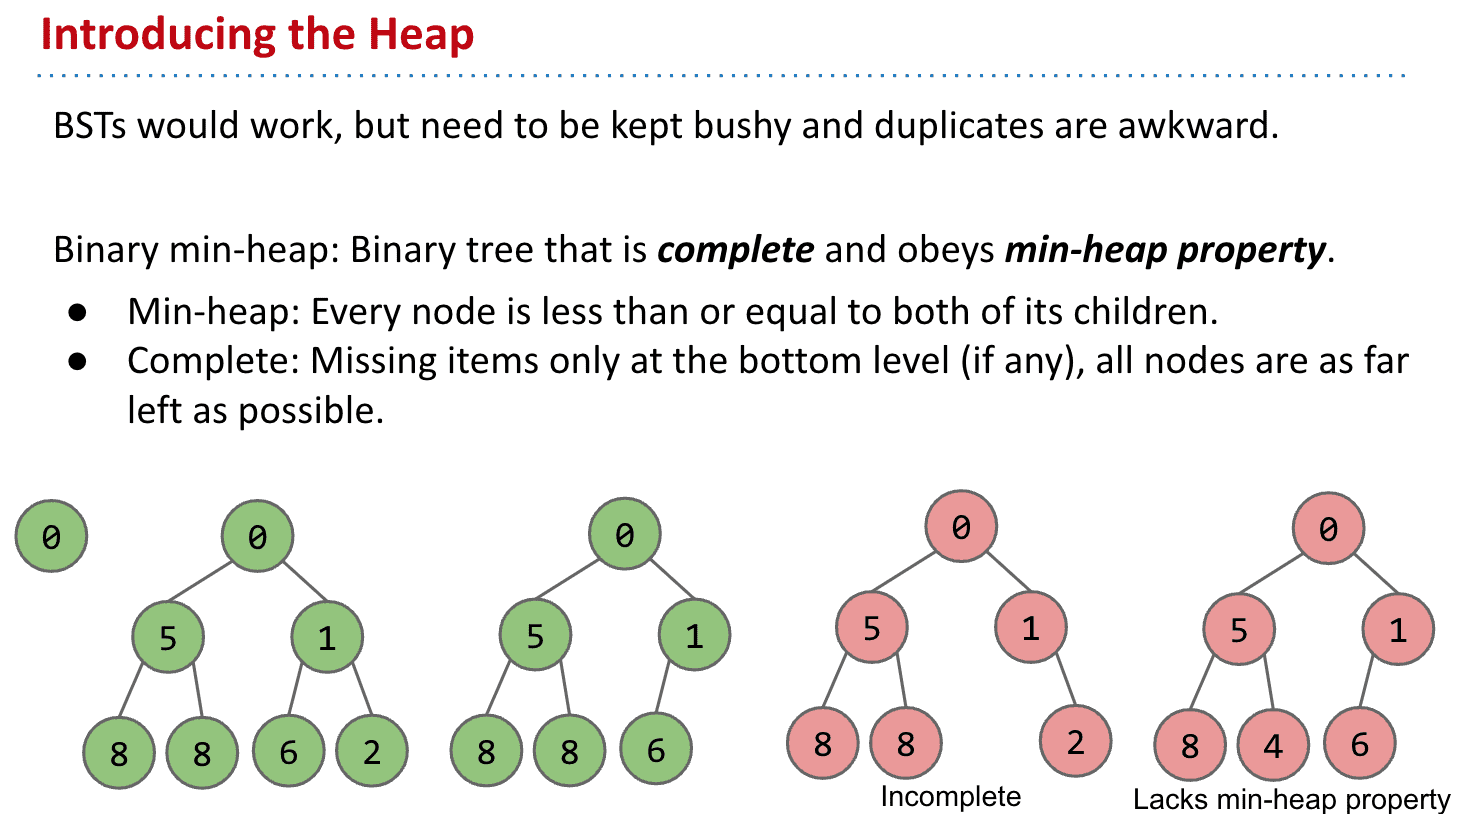 Introducing the Heap
BSTs would work, but need to be kept bushy and duplicates are awkward.
Binary min-heap: Binary tree that is complete and obeys min-heap property.
● Min-heap: Every node is less than or equal to both of its children.
● Complete: Missing items only at the bottom level (if any), all nodes are as far
left as possible.
0 0 0 0 0
5 1 5 1 5 1 5 1
8 8 6 2 8 8 6 8 8 2 8 4 6
Incomplete Lacks min-heap property